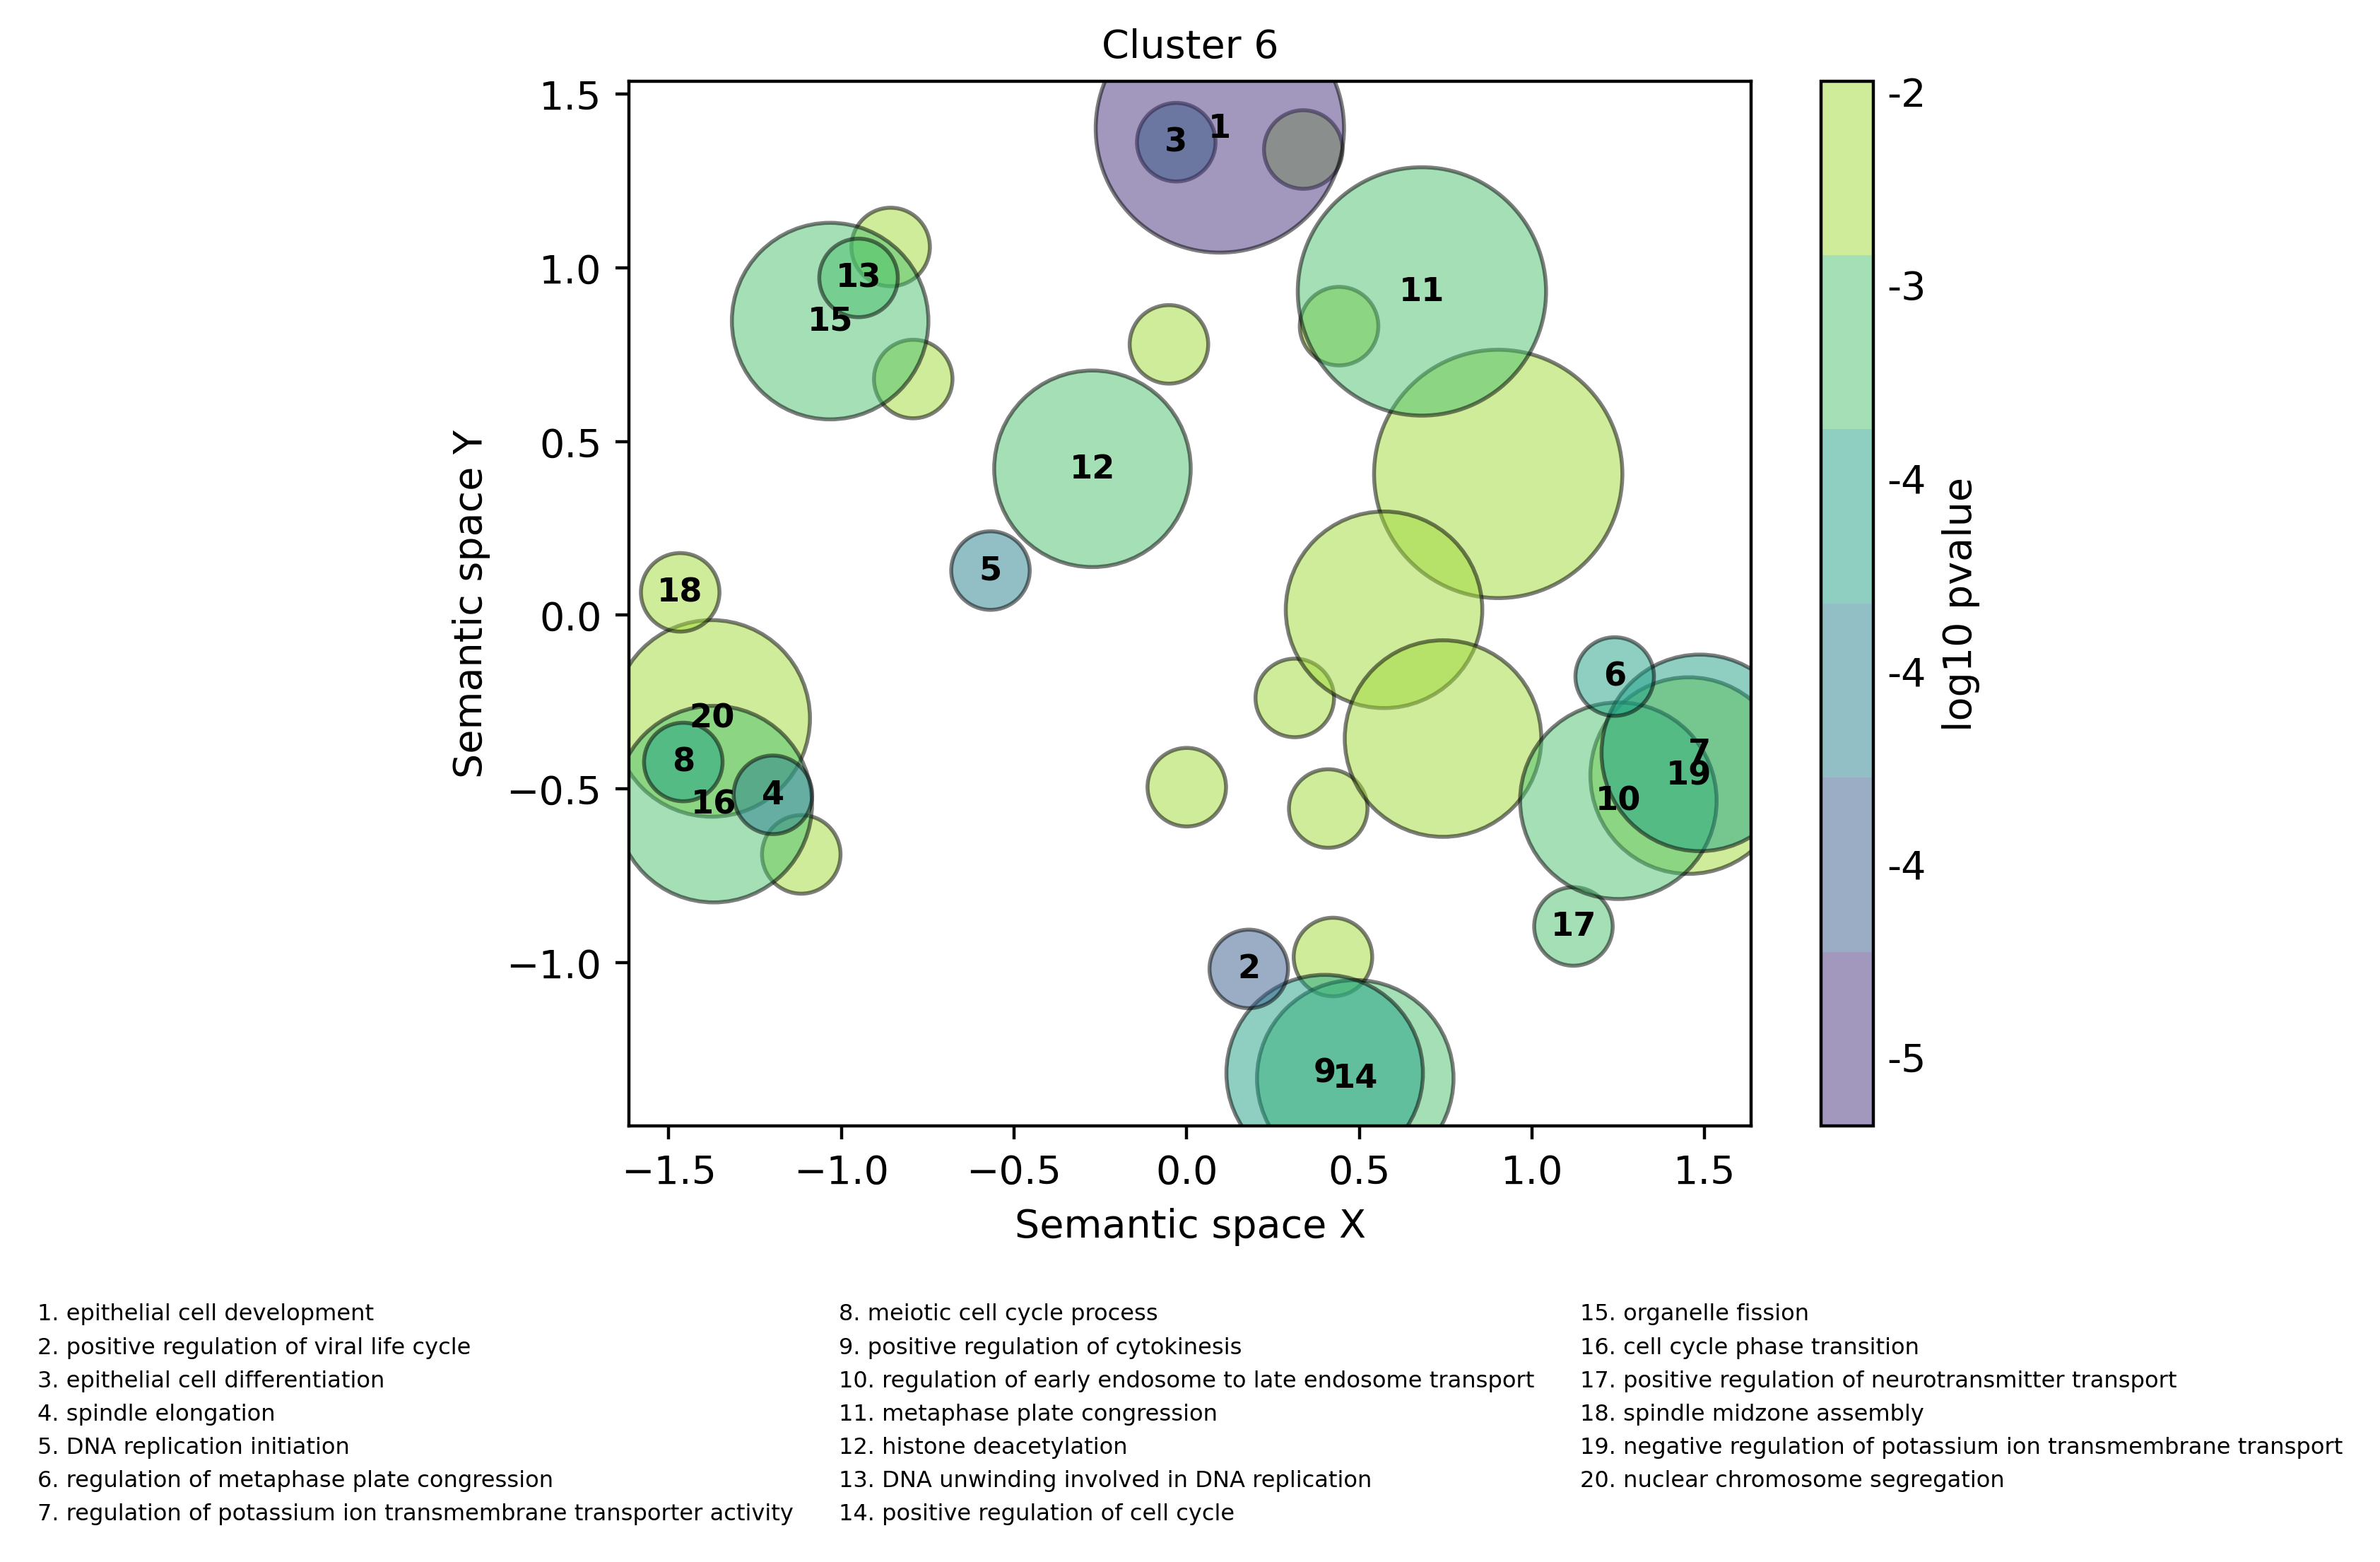 Cluster 6
1.5
1.0
0.5
0.0
−0.5
−1.0
Semantic space Y
1
3
11
13
15
12
5
18
6
20
7
8
19
4
10
16
17
2
9
14
−1.5
−1.0
−0.5
0.0
0.5
1.0
1.5
Semantic space X
-2
-3
-4
-4
-4
-5
log10 pvalue
1. epithelial cell development
2. positive regulation of viral life cycle
3. epithelial cell differentiation
4. spindle elongation
5. DNA replication initiation
6. regulation of metaphase plate congression
7. regulation of potassium ion transmembrane transporter activity
8. meiotic cell cycle process
9. positive regulation of cytokinesis
10. regulation of early endosome to late endosome transport
11. metaphase plate congression
12. histone deacetylation
13. DNA unwinding involved in DNA replication
14. positive regulation of cell cycle
15. organelle fission
16. cell cycle phase transition
17. positive regulation of neurotransmitter transport
18. spindle midzone assembly
19. negative regulation of potassium ion transmembrane transport
20. nuclear chromosome segregation